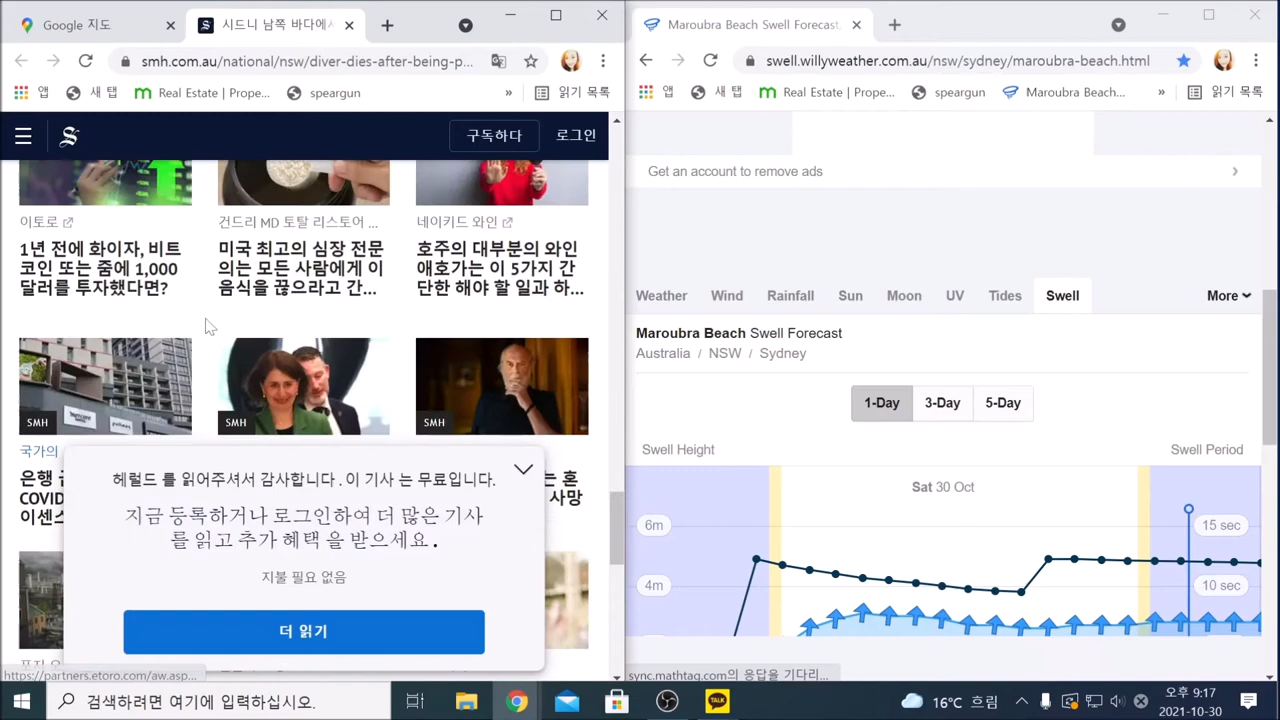 Google 지도
시드니 남쪽 바다에서
smh.com.au/national/nsw/diver-dies-after-being-p...
앱
새 탭
Real Estate | Prope...
speargun
»
읽기 목록
구독하다
로그인
이토로
1년 전에 화이자, 비트
코인 또는 줌에 1,000
달러를 투자했다면?
건드리 MD 토탈 리스토어 ...
미국 최고의 심장 전문
의는 모든 사람에게 이
음식을 끊으라고 간...
네이키드 와인
호주의 대부분의 와인
애호가는 이 5가지 간
단한 해야 할 일과 하...
SMH
SMH
SMH
국가의
은행
COVID
이센스
는 혼
사망
헤럴드 를 읽어주셔서 감사합니다 . 이 기사 는 무료입니다.
지금 등록하거나 로그인하여 더 많은 기사
를 읽고 추가 혜택 을 받으세요 .
지불 필요 없음
더 읽기
https://partners.etoro.com/aw.asp...
Maroubra Beach Swell Forecast
swell.willyweather.com.au/nsw/sydney/maroubra-beach.html
앱
새 탭
Real Estate | Prope...
speargun
Maroubra Beach...
»
읽기 목록
Get an account to remove ads
Weather
Wind
Rainfall
Sun
Moon
UV
Tides
Swell
More
Maroubra Beach Swell Forecast
Australia / NSW / Sydney
1-Day
3-Day
5-Day
Swell Height
Swell Period
Sat 30 Oct
6m
15 sec
4m
10 sec
sync.mathtag.com의 응답을 기다리...
검색하려면 여기에 입력하십시오.
TALK
16°C 흐림
오후 9:17
2021-10-30